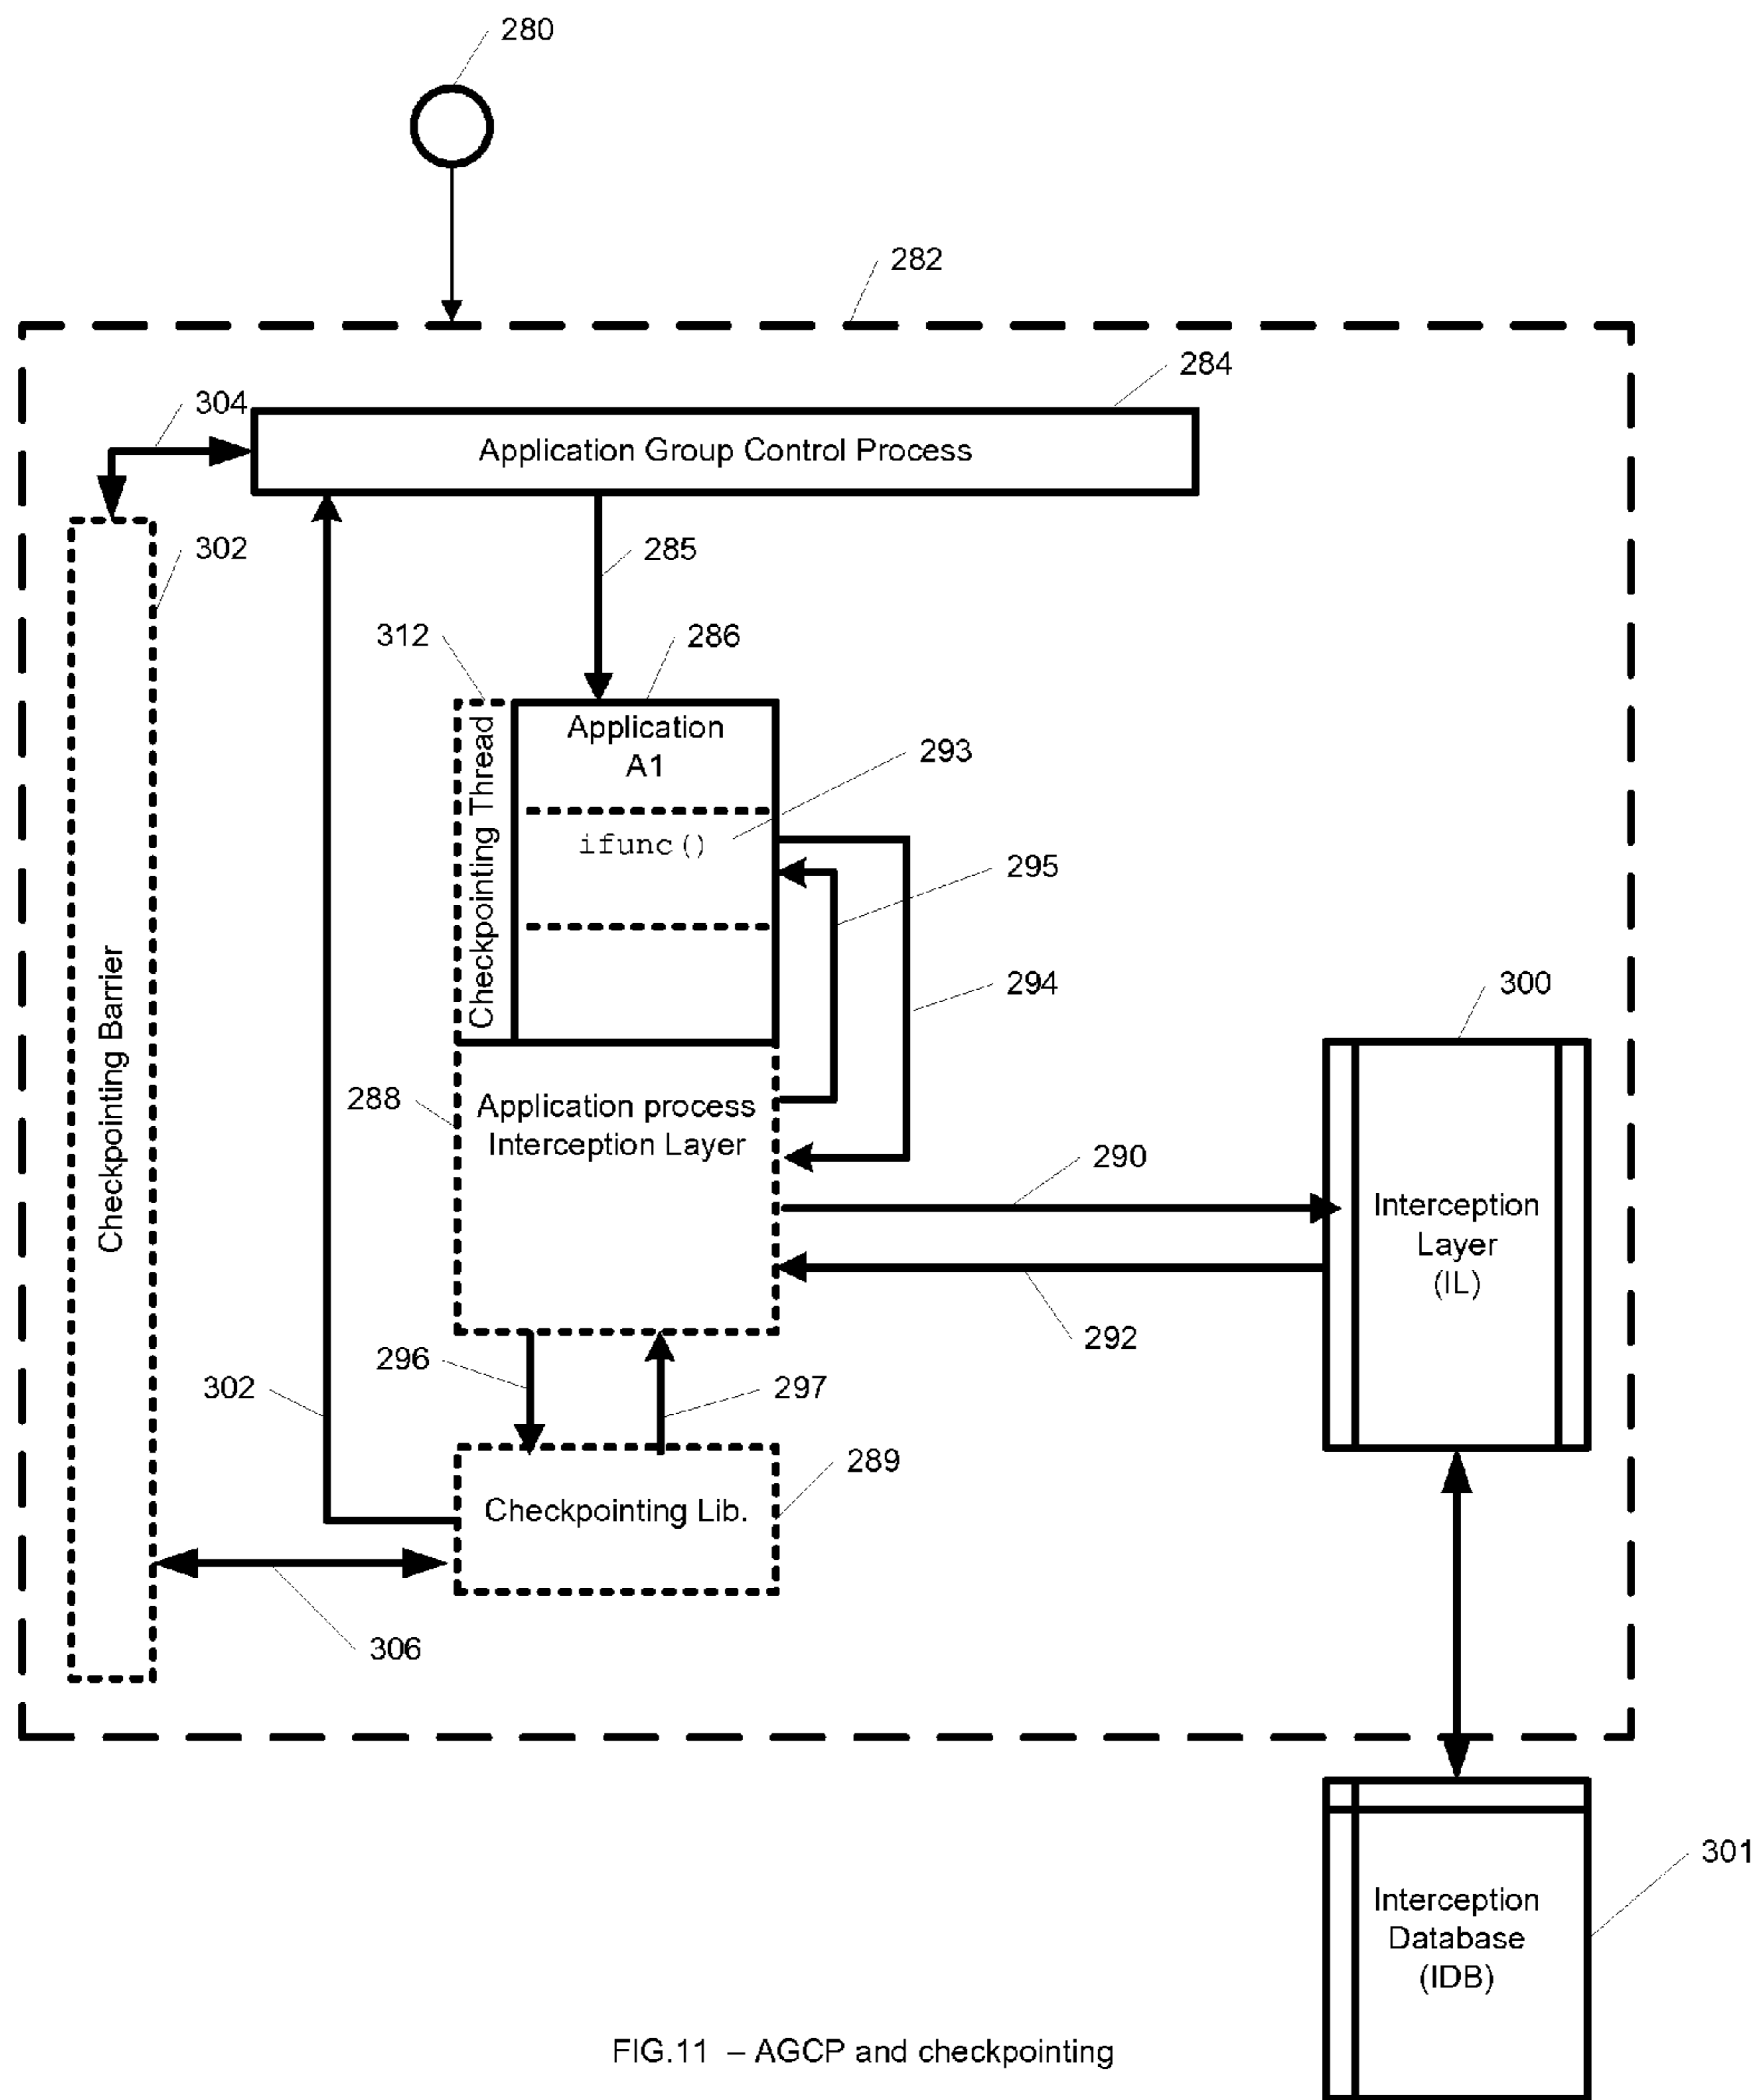 280
282
284
304
Application Group Control Process
302
285
312
286
Checkpointing Thread
Application
A1
293
ifunc()
295
294
300
Checkpointing Barrier
288
Application process
Interception Layer
290
Interception
Layer
(IL)
292
296
302
297
289
Checkpointing Lib.
306
301
Interception
Database
(IDB)
FIG.11 – AGCP and checkpointing